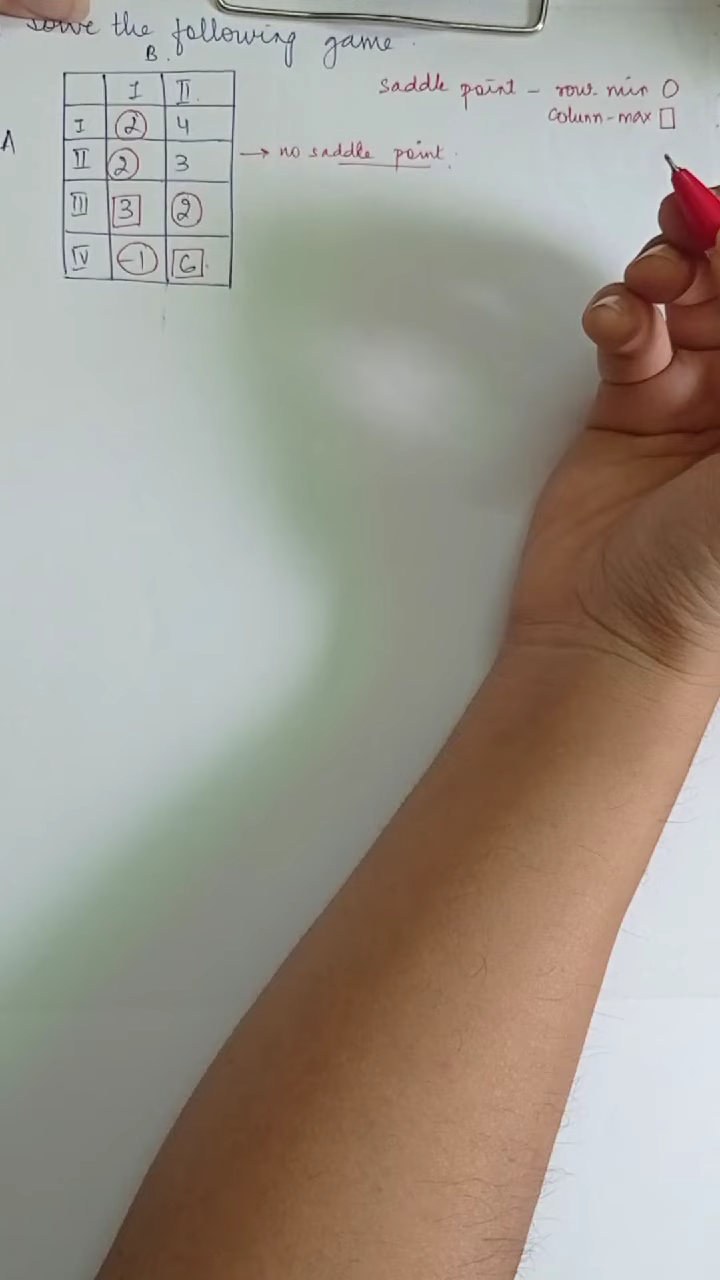 Solve the following game.
B.
I II.
A
I 2 4
II 2 3
III 3 2
IV -1 6.
saddle point - row min O
column-max □
→ no saddle point.